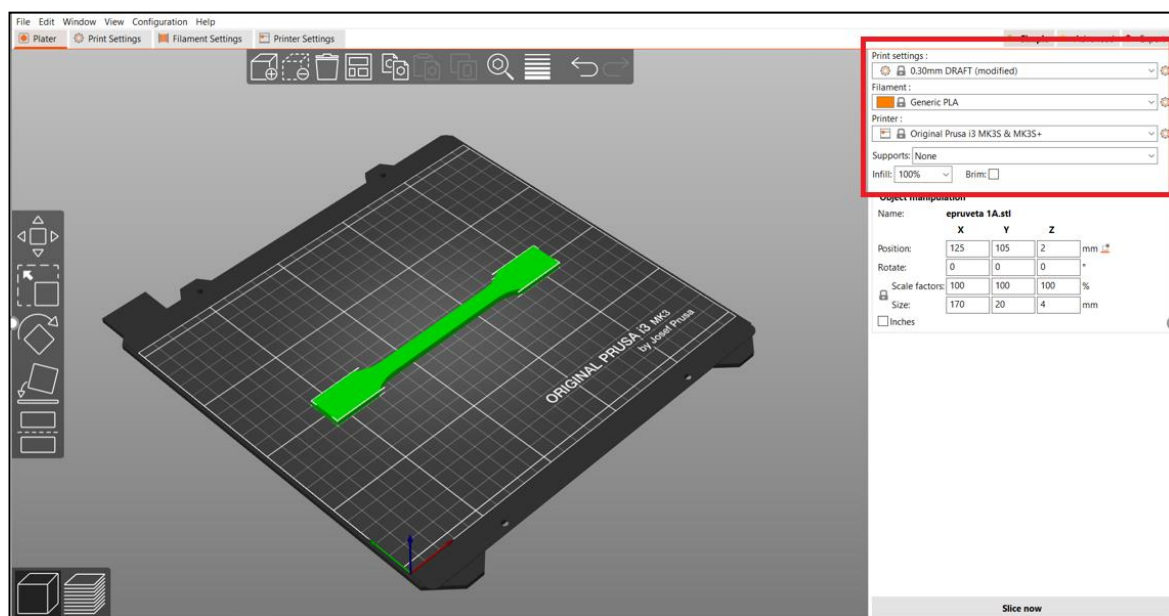 File Edit Window View Configuration Help
Plater Print Settings Filament Settings Printer Settings
Print settings :
0.30mm DRAFT (modified)
Filament :
Generic PLA
Printer :
Original Prusa i3 MK3S & MK3S+
Supports: None
Infill: 100% Brim:
Object manipulation
Name: epruveta 1A.stl
X Y Z
Position: 125 105 2 mm
Rotate: 0 0 0 °
Scale factors: 100 100 100 %
Size: 170 20 4 mm
Inches
ORIGINAL PRUSA i3 MK3
by Josef Prusa
Slice now